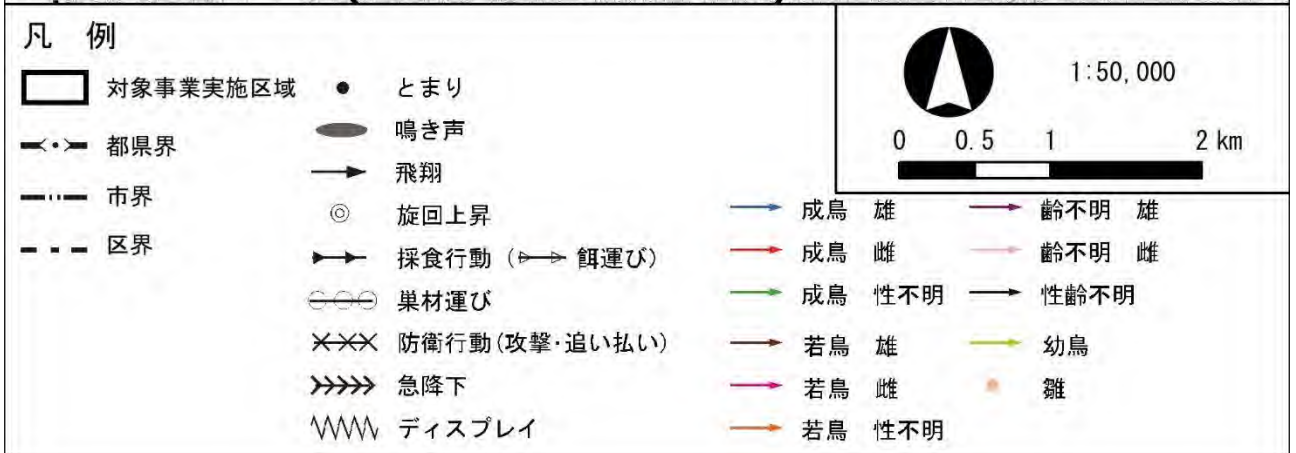 凡 例
対象事業実施区域
都県界
市界
区界
とまり
鳴き声
飛翔
旋回上昇
採食行動 ( 餌運び)
巣材運び
防衛行動(攻撃・追い払い)
急降下
ディスプレイ
1:50,000
0 0.5 1 2 km
成鳥 雄
成鳥 雌
成鳥 性不明
若鳥 雄
若鳥 雌
若鳥 性不明
齢不明 雄
齢不明 雌
性齢不明
幼鳥
雛